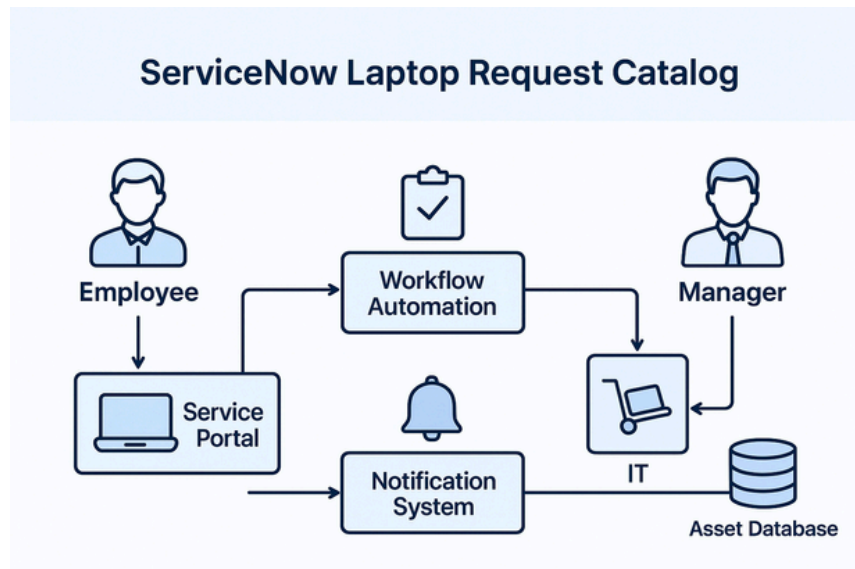 ServiceNow Laptop Request Catalog
Employee
Workflow
Automation
Manager
Service
Portal
Notification
System
IT
Asset Database